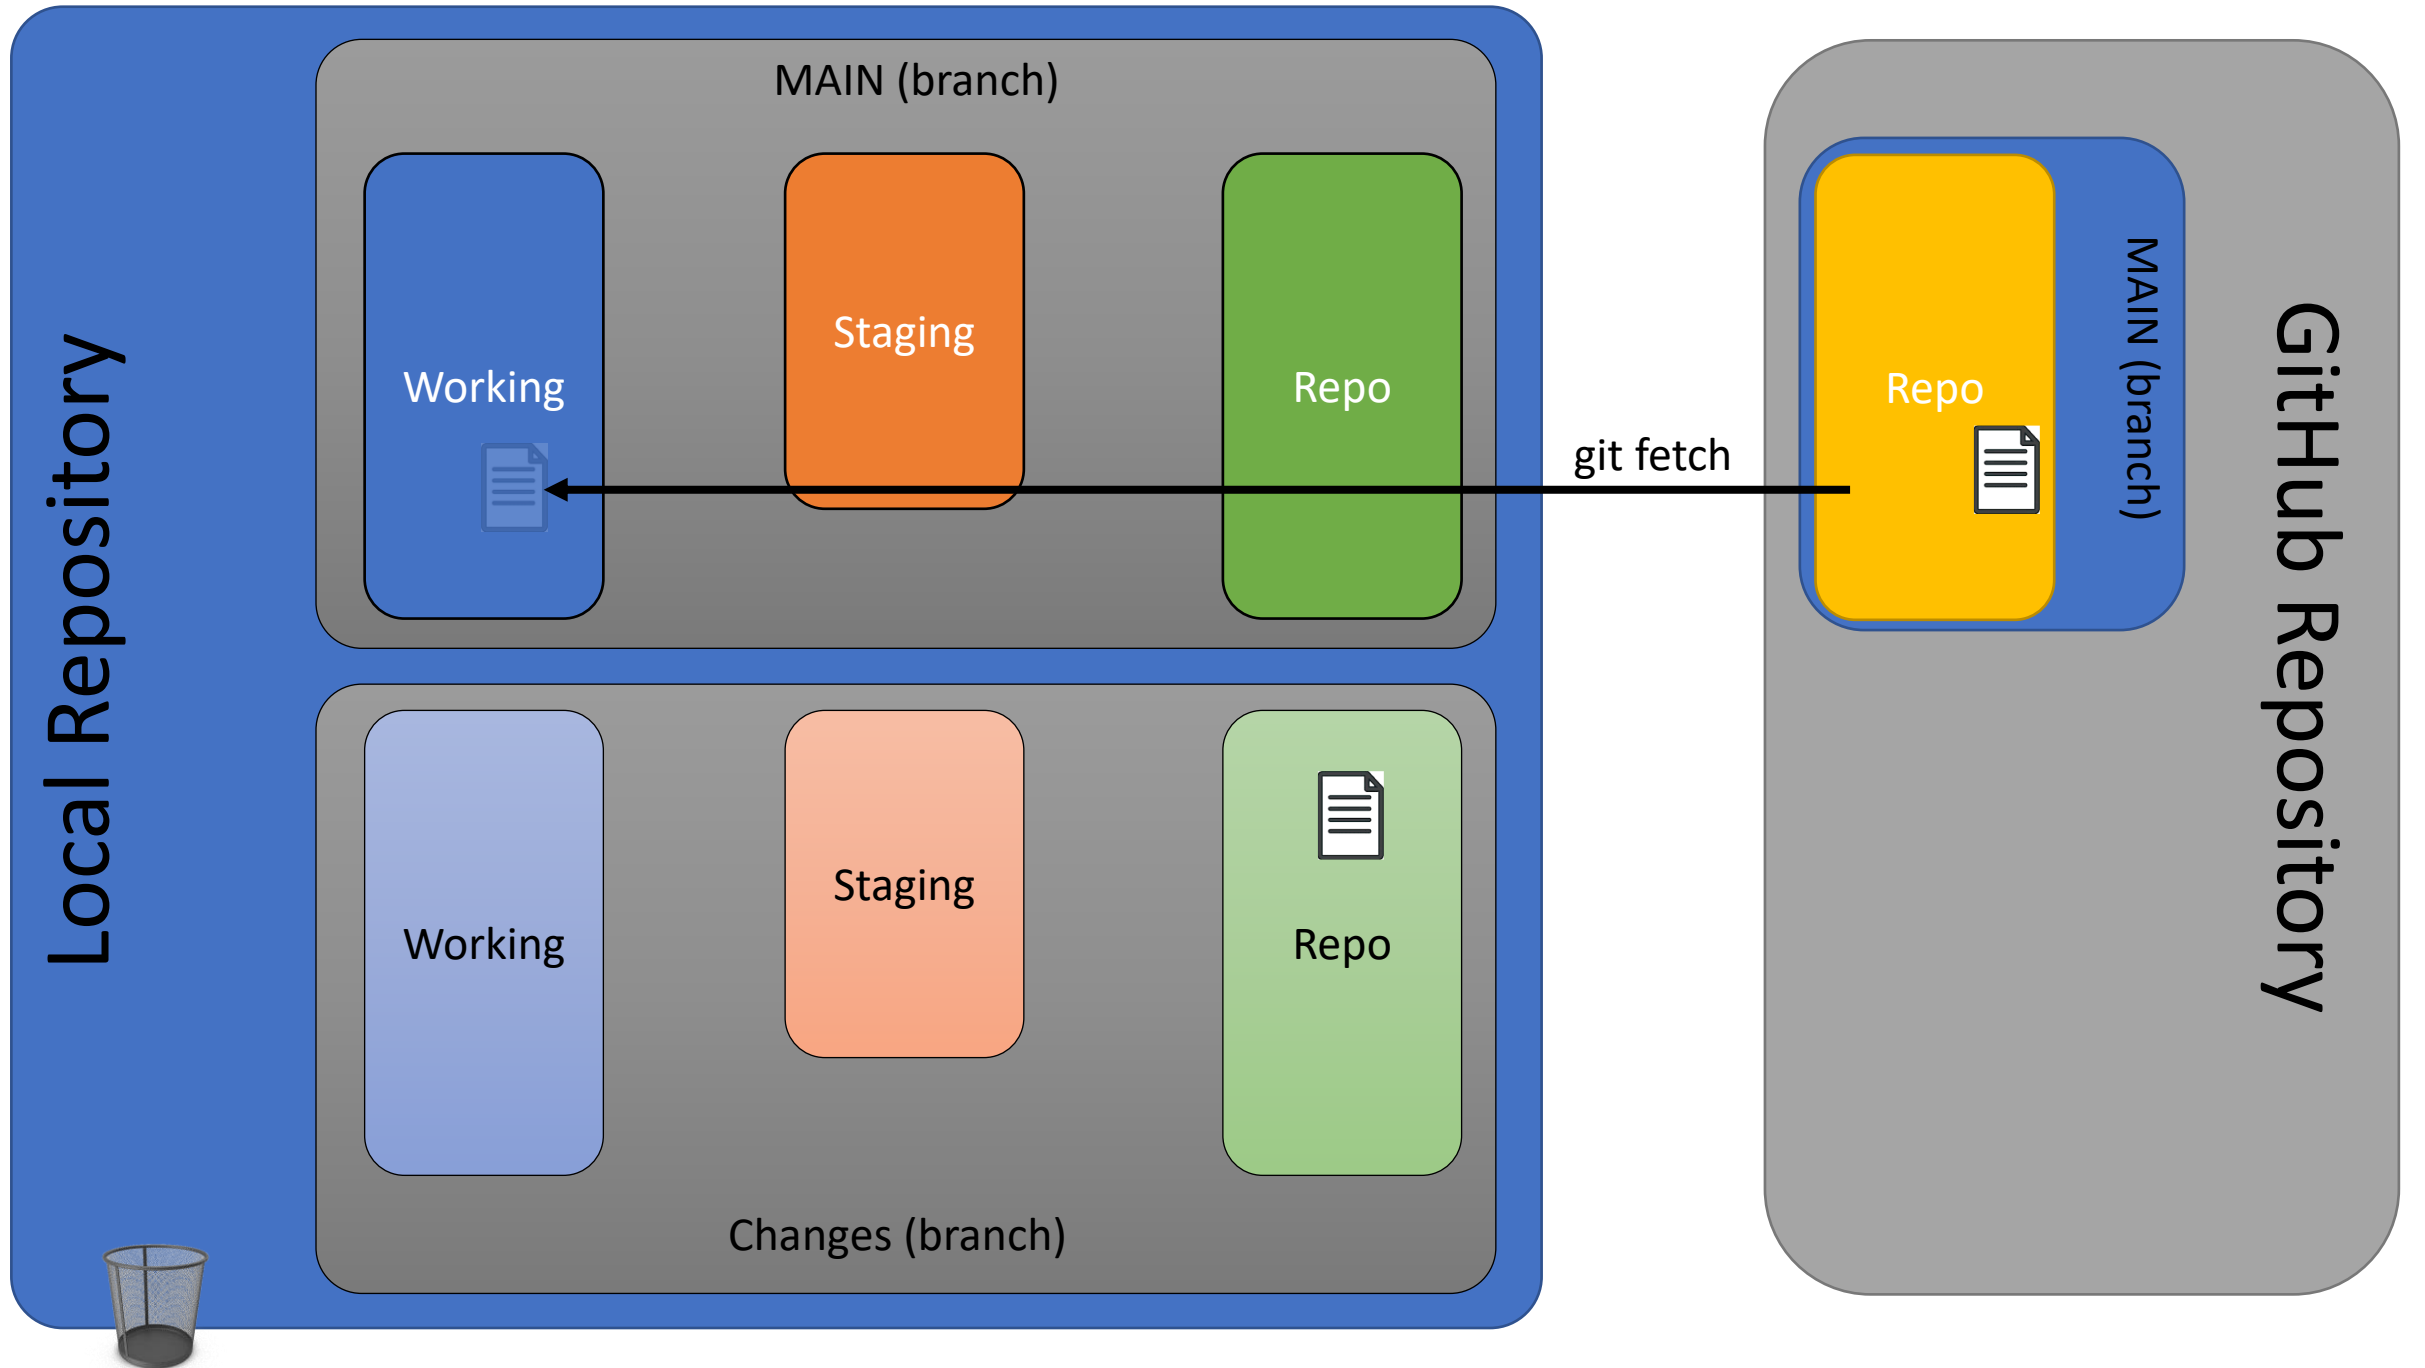 Local Repository
MAIN (branch)
Working
Staging
Repo
git fetch
Repo
MAIN (branch)
GitHub Repository
Working
Staging
Repo
Changes (branch)